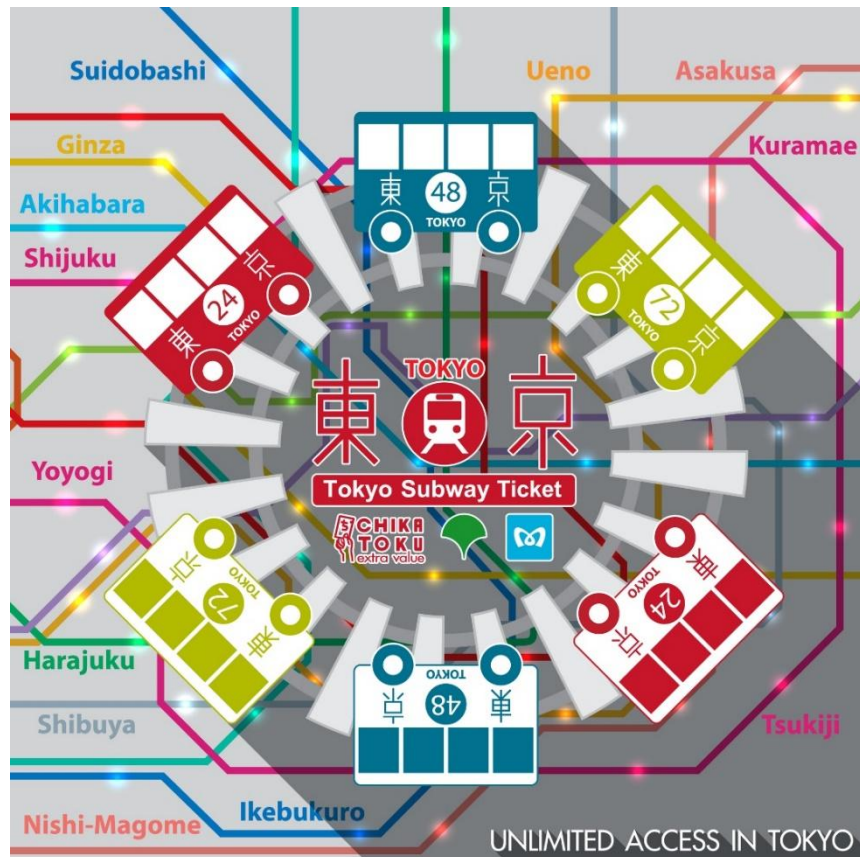 Suidobashi
Ueno
Asakusa
Ginza
Kuramae
Akihabara
Shijuku
東 48 京
TOKYO
東 24 京
TOKYO
東 72 京
TOKYO
東 TOKYO 京
Tokyo Subway Ticket
ち CHIKA
TOKU
extra value
Yoyogi
東 72 京
TOKYO
東 24 京
TOKYO
東 48 京
TOKYO
Harajuku
Shibuya
Tsukiji
Ikebukuro
Nishi-Magome
UNLIMITED ACCESS IN TOKYO